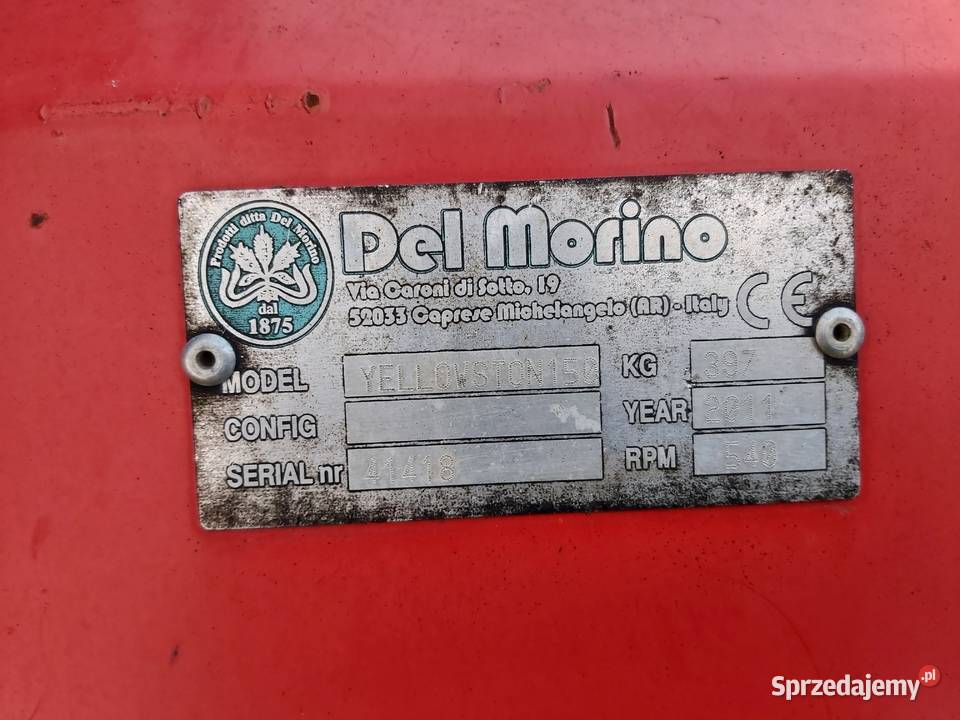 Prodotti ditta Del Morino
dal
1875
Del Morino
Via Caroni di Sotto, 19
52033 Caprese Michelangelo (AR) - Italy
CE
MODEL YELLOWSTON150 KG 397
CONFIG YEAR 2011
SERIAL nr 41418 RPM 540
Sprzedajemy.pl